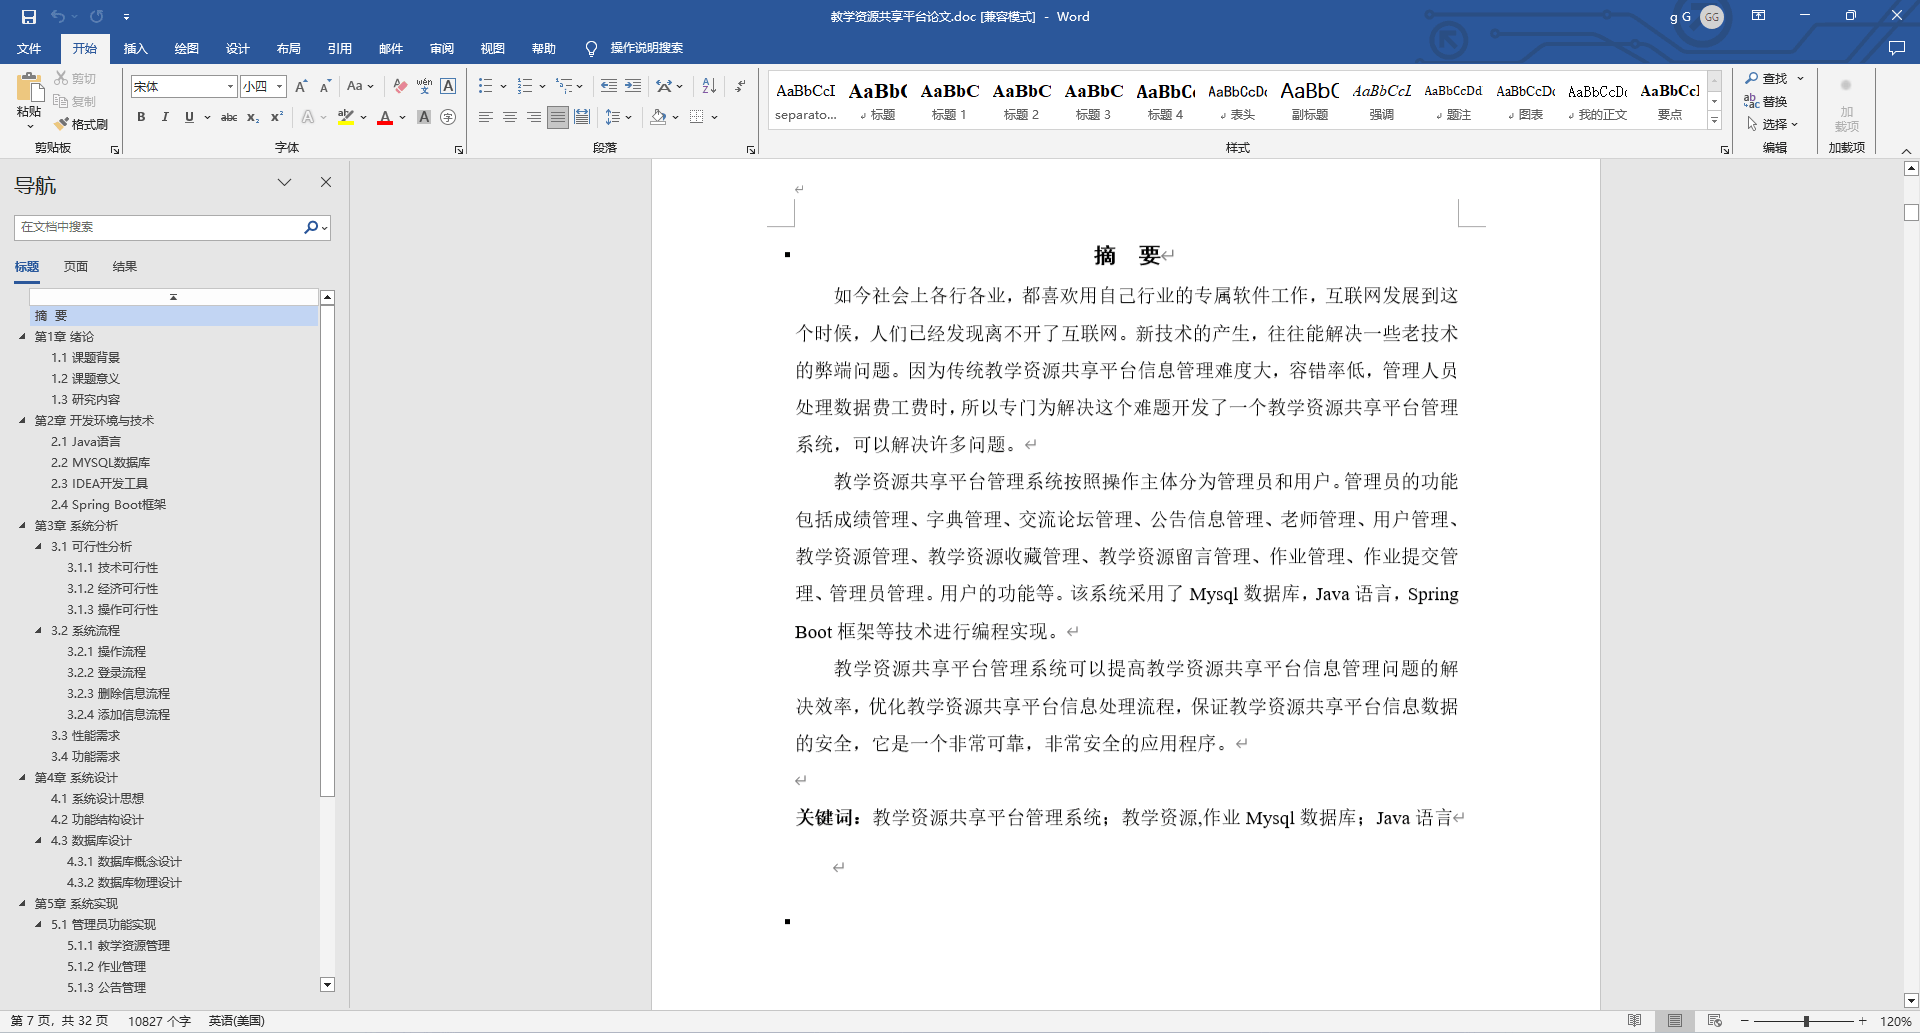 教学资源共享平台论文.doc [兼容模式] - Word
g G
GG
文件 开始 插入 绘图 设计 布局 引用 邮件 审阅 视图 帮助 操作说明搜索
粘贴
剪切
复制
格式刷
剪贴板
宋体 小四
字体
段落
AaBbCcI separato...
AaBb( 标题
AaBbC 标题 1
AaBbC 标题 2
AaBbC 标题 3
AaBbC( 标题 4
AaBbCcDc 表头
AaBbC 副标题
AaBbCcL 强调
AaBbCcDd 题注
AaBbCcDc 图表
AaBbCcDc 我的正文
AaBbCcI 要点
样式
查找
替换
选择
编辑
加载项
加载项
导航
在文档中搜索
标题 页面 结果
摘 要
第1章 绪论
1.1 课题背景
1.2 课题意义
1.3 研究内容
第2章 开发环境与技术
2.1 Java语言
2.2 MYSQL数据库
2.3 IDEA开发工具
2.4 Spring Boot框架
第3章 系统分析
3.1 可行性分析
3.1.1 技术可行性
3.1.2 经济可行性
3.1.3 操作可行性
3.2 系统流程
3.2.1 操作流程
3.2.2 登录流程
3.2.3 删除信息流程
3.2.4 添加信息流程
3.3 性能需求
3.4 功能需求
第4章 系统设计
4.1 系统设计思想
4.2 功能结构设计
4.3 数据库设计
4.3.1 数据库概念设计
4.3.2 数据库物理设计
第5章 系统实现
5.1 管理员功能实现
5.1.1 教学资源管理
5.1.2 作业管理
5.1.3 公告管理
摘 要
如今社会上各行各业，都喜欢用自己行业的专属软件工作，互联网发展到这
个时候，人们已经发现离不开了互联网。新技术的产生，往往能解决一些老技术
的弊端问题。因为传统教学资源共享平台信息管理难度大，容错率低，管理人员
处理数据费工费时，所以专门为解决这个难题开发了一个教学资源共享平台管理
系统，可以解决许多问题。
教学资源共享平台管理系统按照操作主体分为管理员和用户。管理员的功能
包括成绩管理、字典管理、交流论坛管理、公告信息管理、老师管理、用户管理、
教学资源管理、教学资源收藏管理、教学资源留言管理、作业管理、作业提交管
理、管理员管理。用户的功能等。该系统采用了 Mysql 数据库，Java 语言，Spring
Boot 框架等技术进行编程实现。
教学资源共享平台管理系统可以提高教学资源共享平台信息管理问题的解
决效率，优化教学资源共享平台信息处理流程，保证教学资源共享平台信息数据
的安全，它是一个非常可靠，非常安全的应用程序。
关键词：教学资源共享平台管理系统；教学资源,作业 Mysql 数据库；Java 语言
第 7 页，共 32 页 10827 个字 英语(美国)
120%